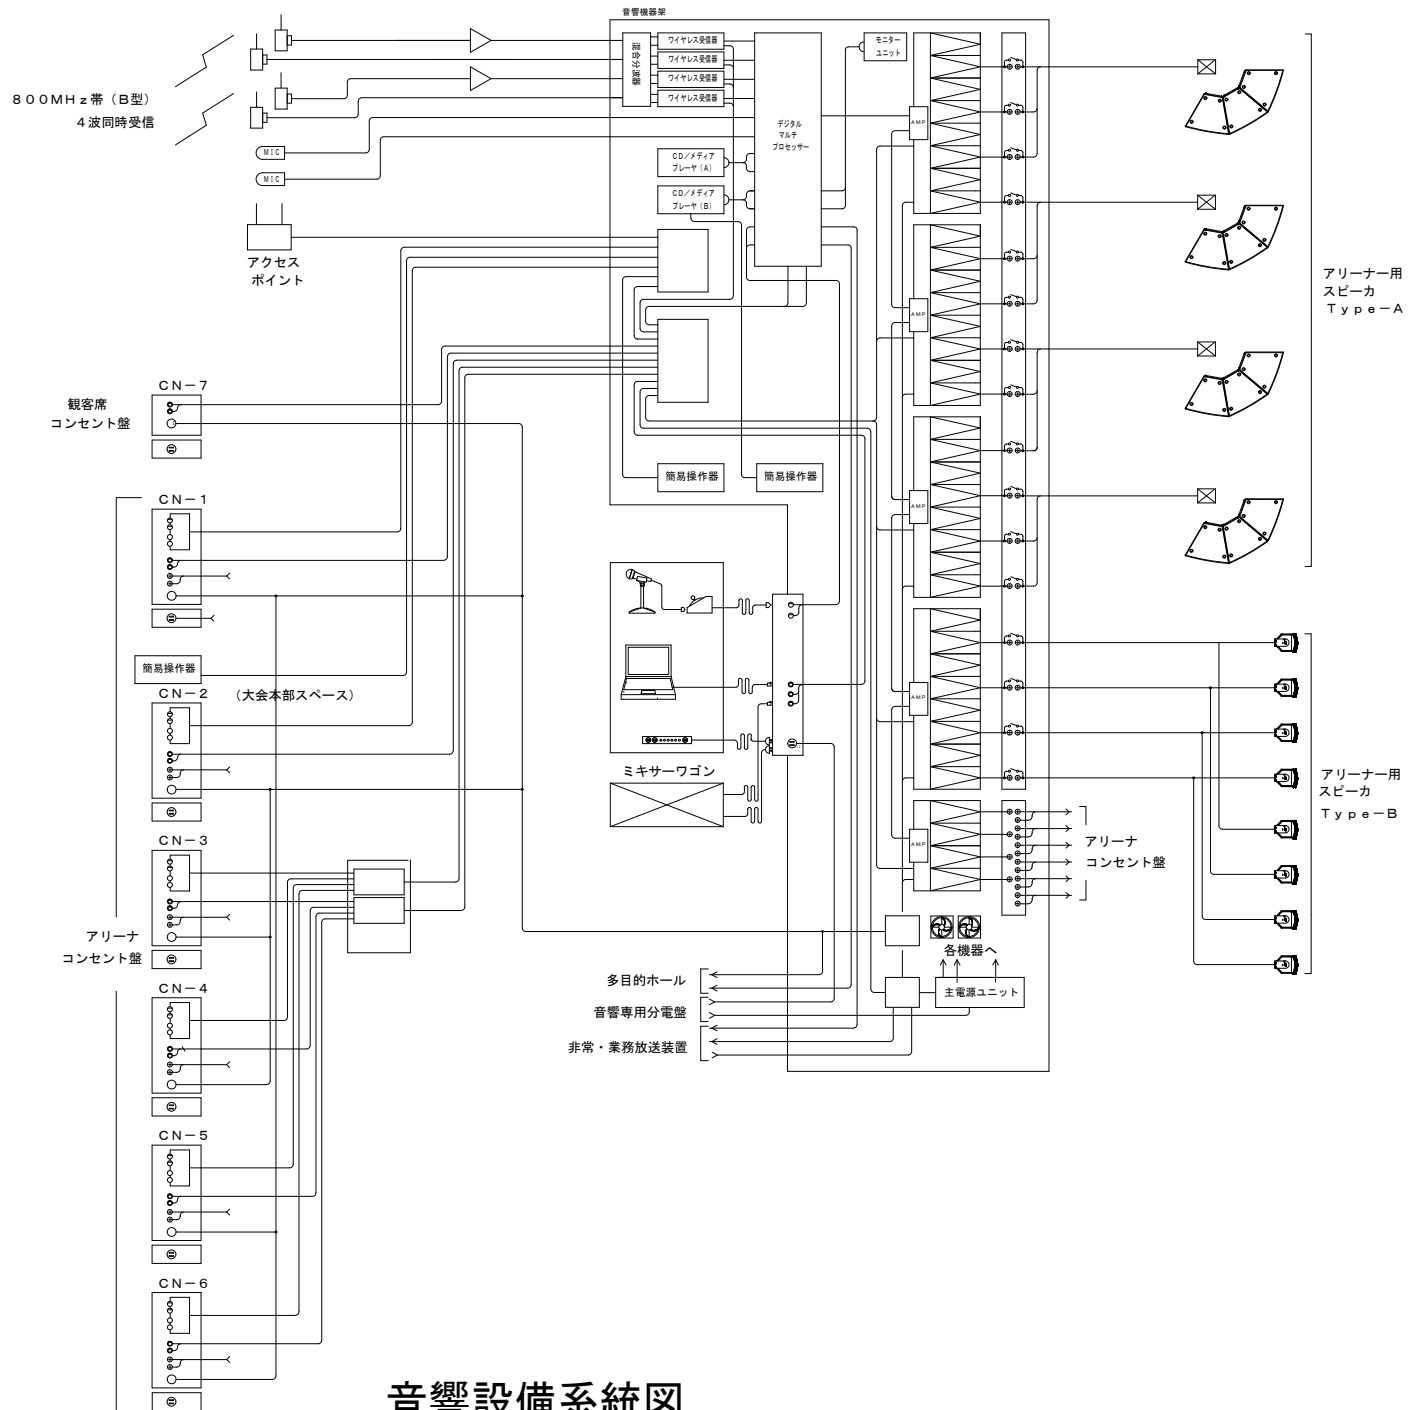 音響機器架
800MHz帯（B型）
4波同時受信
混合分波器
ワイヤレス受信器
ワイヤレス受信器
ワイヤレス受信器
ワイヤレス受信器
デジタル
マルチ
プロセッサー
モニター
ユニット
MIC
MIC
CD／メディア
プレーヤ（A）
CD／メディア
プレーヤ（B）
アクセス
ポイント
AMP
AMP
AMP
AMP
AMP
アリーナー用
スピーカ
Type－A
CN－7
観客席
コンセント盤
簡易操作器
簡易操作器
CN－1
簡易操作器
CN－2
（大会本部スペース）
ミキサーワゴン
アリーナー用
スピーカ
Type－B
CN－3
アリーナ
コンセント盤
アリーナ
コンセント盤
各機器へ
主電源ユニット
多目的ホール
音響専用分電盤
非常・業務放送装置
CN－4
CN－5
CN－6
音響設備系統図